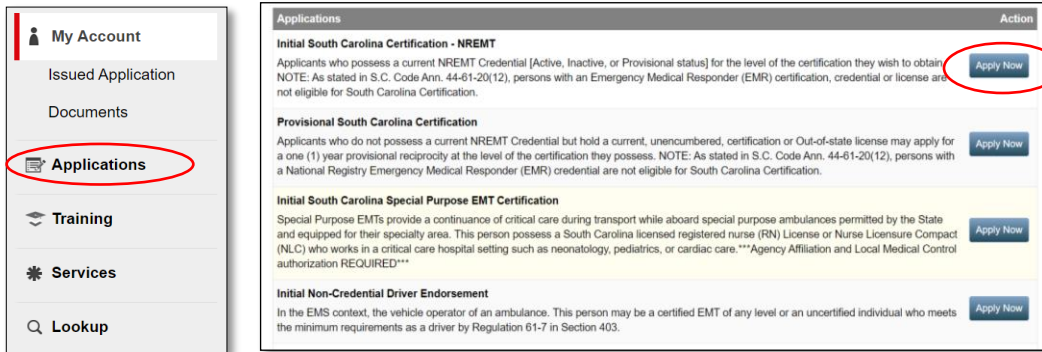 My Account
Issued Application
Documents
Applications
Training
Services
Lookup
Applications Action
Initial South Carolina Certification - NREMT
Applicants who possess a current NREMT Credential [Active, Inactive, or Provisional status] for the level of the certification they wish to obtain.
NOTE: As stated in S.C. Code Ann. 44-61-20(12), persons with an Emergency Medical Responder (EMR) certification, credential or license are
not eligible for South Carolina Certification.
Apply Now
Provisional South Carolina Certification
Applicants who do not possess a current NREMT Credential but hold a current, unencumbered, certification or Out-of-state license may apply for
a one (1) year provisional reciprocity at the level of the certification they possess. NOTE: As stated in S.C. Code Ann. 44-61-20(12), persons with
a National Registry Emergency Medical Responder (EMR) credential are not eligible for South Carolina Certification.
Apply Now
Initial South Carolina Special Purpose EMT Certification
Special Purpose EMTs provide a continuance of critical care during transport while aboard special purpose ambulances permitted by the State
and equipped for their specialty area. This person possess a South Carolina licensed registered nurse (RN) License or Nurse Licensure Compact
(NLC) who works in a critical care hospital setting such as neonatology, pediatrics, or cardiac care.***Agency Affiliation and Local Medical Control
authorization REQUIRED***
Apply Now
Initial Non-Credential Driver Endorsement
In the EMS context, the vehicle operator of an ambulance. This person may be a certified EMT of any level or an uncertified individual who meets
the minimum requirements as a driver by Regulation 61-7 in Section 403.
Apply Now